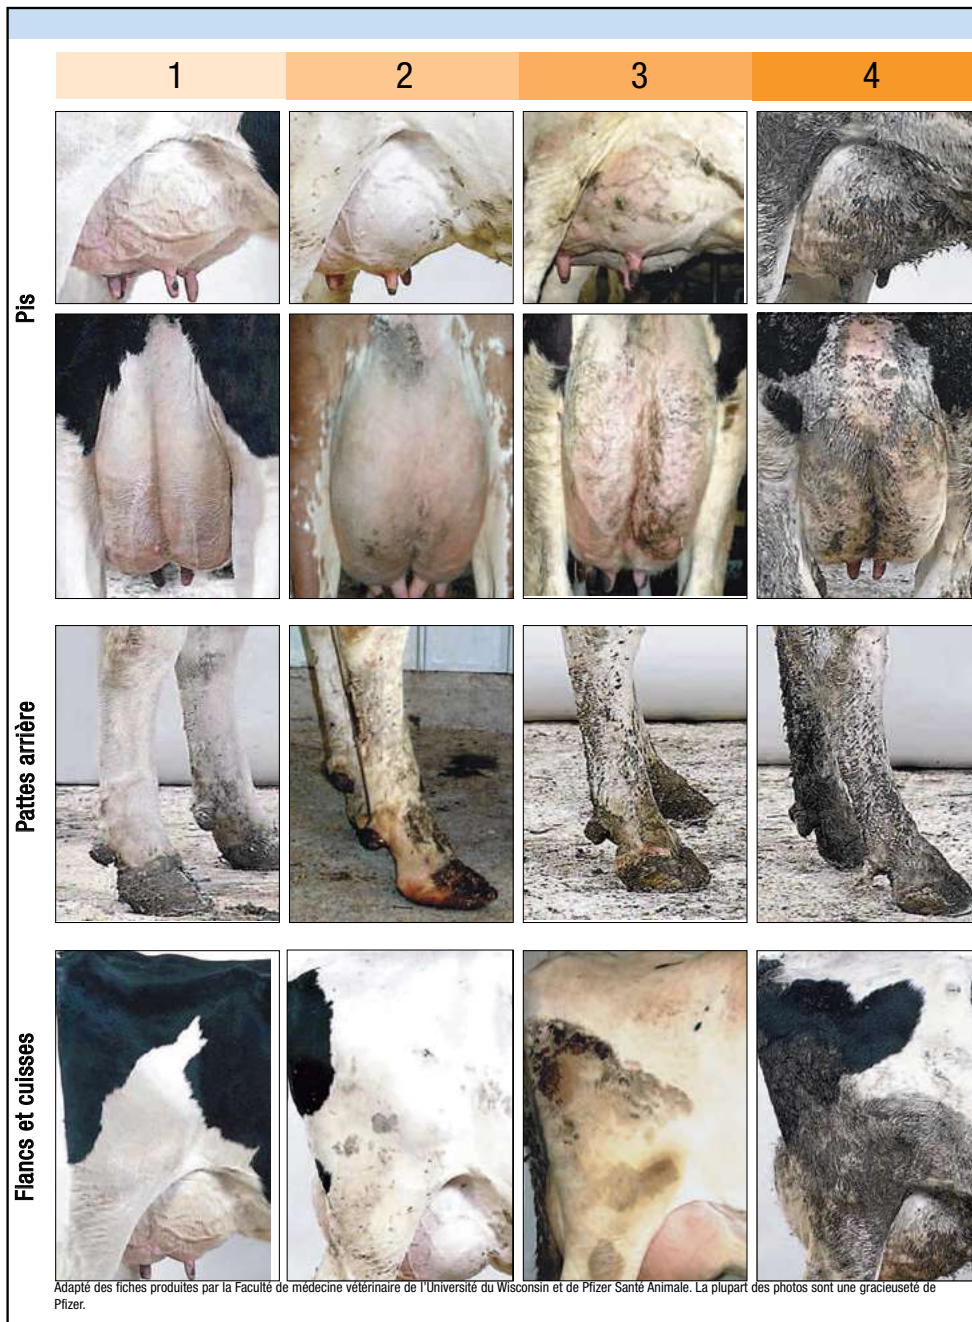 1 2 3 4
Pis
Pattes arrière
Flancs et cuisses
Adapté des fiches produites par la Faculté de médecine vétérinaire de l'Université du Wisconsin et de Pfizer Santé Animale. La plupart des photos sont une gracieuseté de
Pfizer.